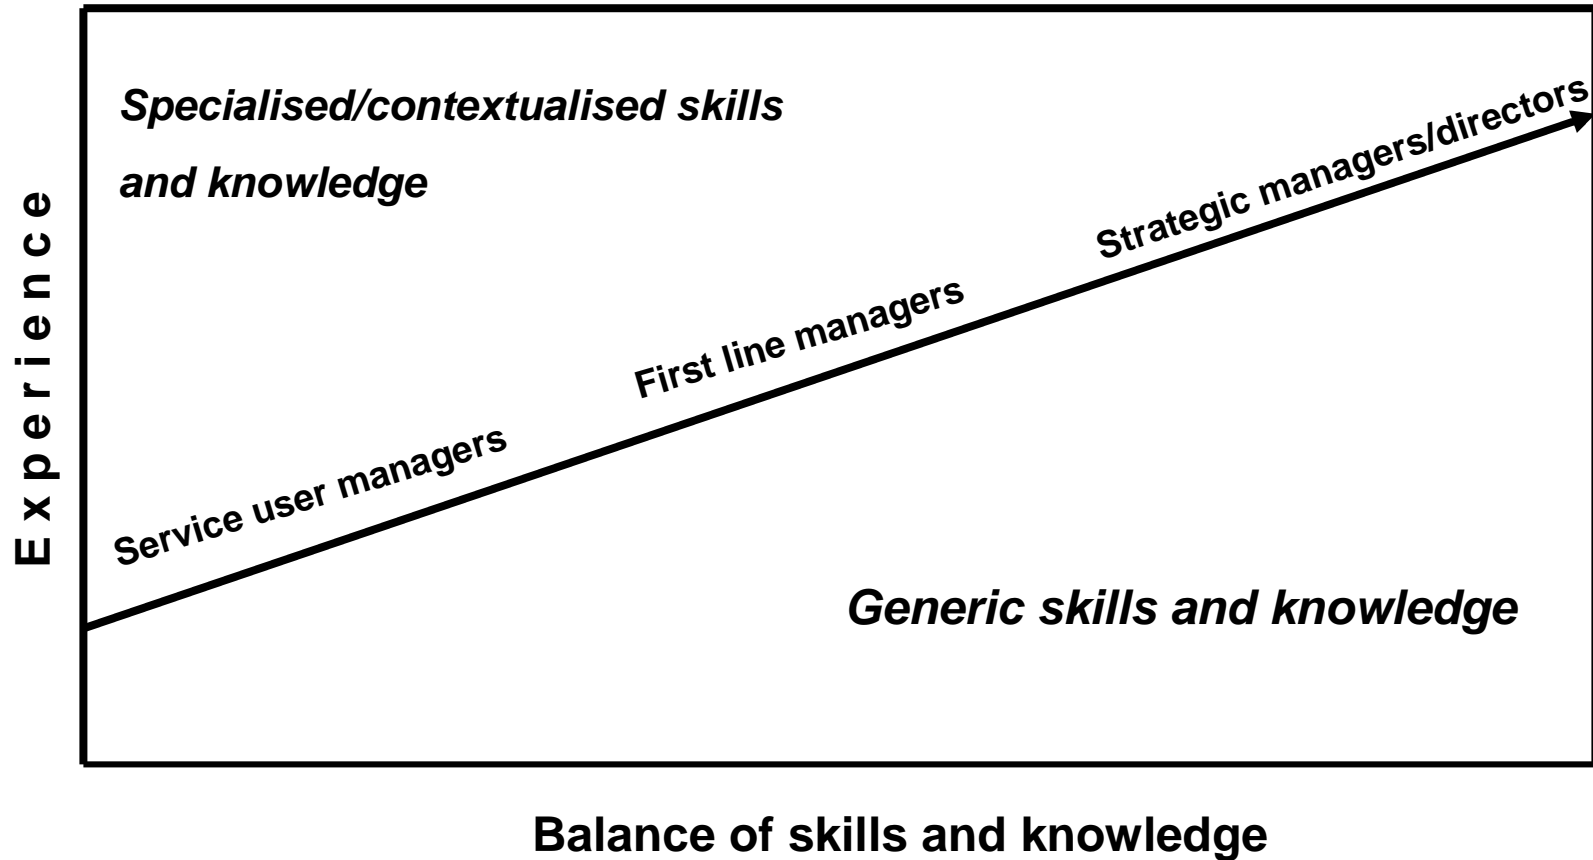 Specialised/contextualised skills
and knowledge
Strategic managers/directors
First line managers
Service user managers
Generic skills and knowledge
Experience
Balance of skills and knowledge